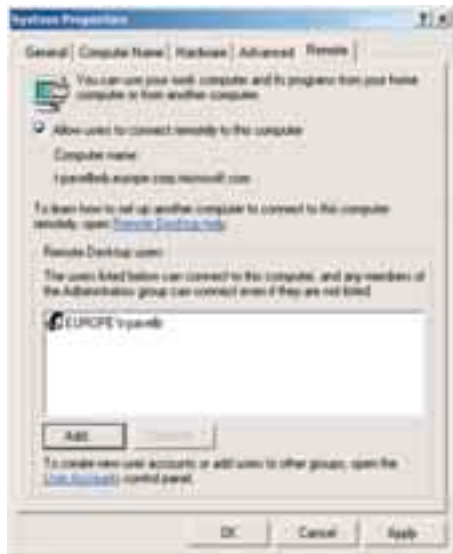 System Properties
General Computer Name Hardware Advanced Remote
You can use your work computer and its programs from your home
computer or from another computer.
Allow users to connect remotely to this computer
Computer name:
europe.corp.microsoft.com
To learn how to set up another computer to connect to this computer
remotely, open Remote Desktop help.
Remote Desktop users
The users listed below can connect to this computer, and any members of
the Administrators group can connect even if they are not listed.
EUROPE\
Add...
Remove
To create new user accounts or add users to other groups, open the
User Accounts control panel.
OK Cancel Apply